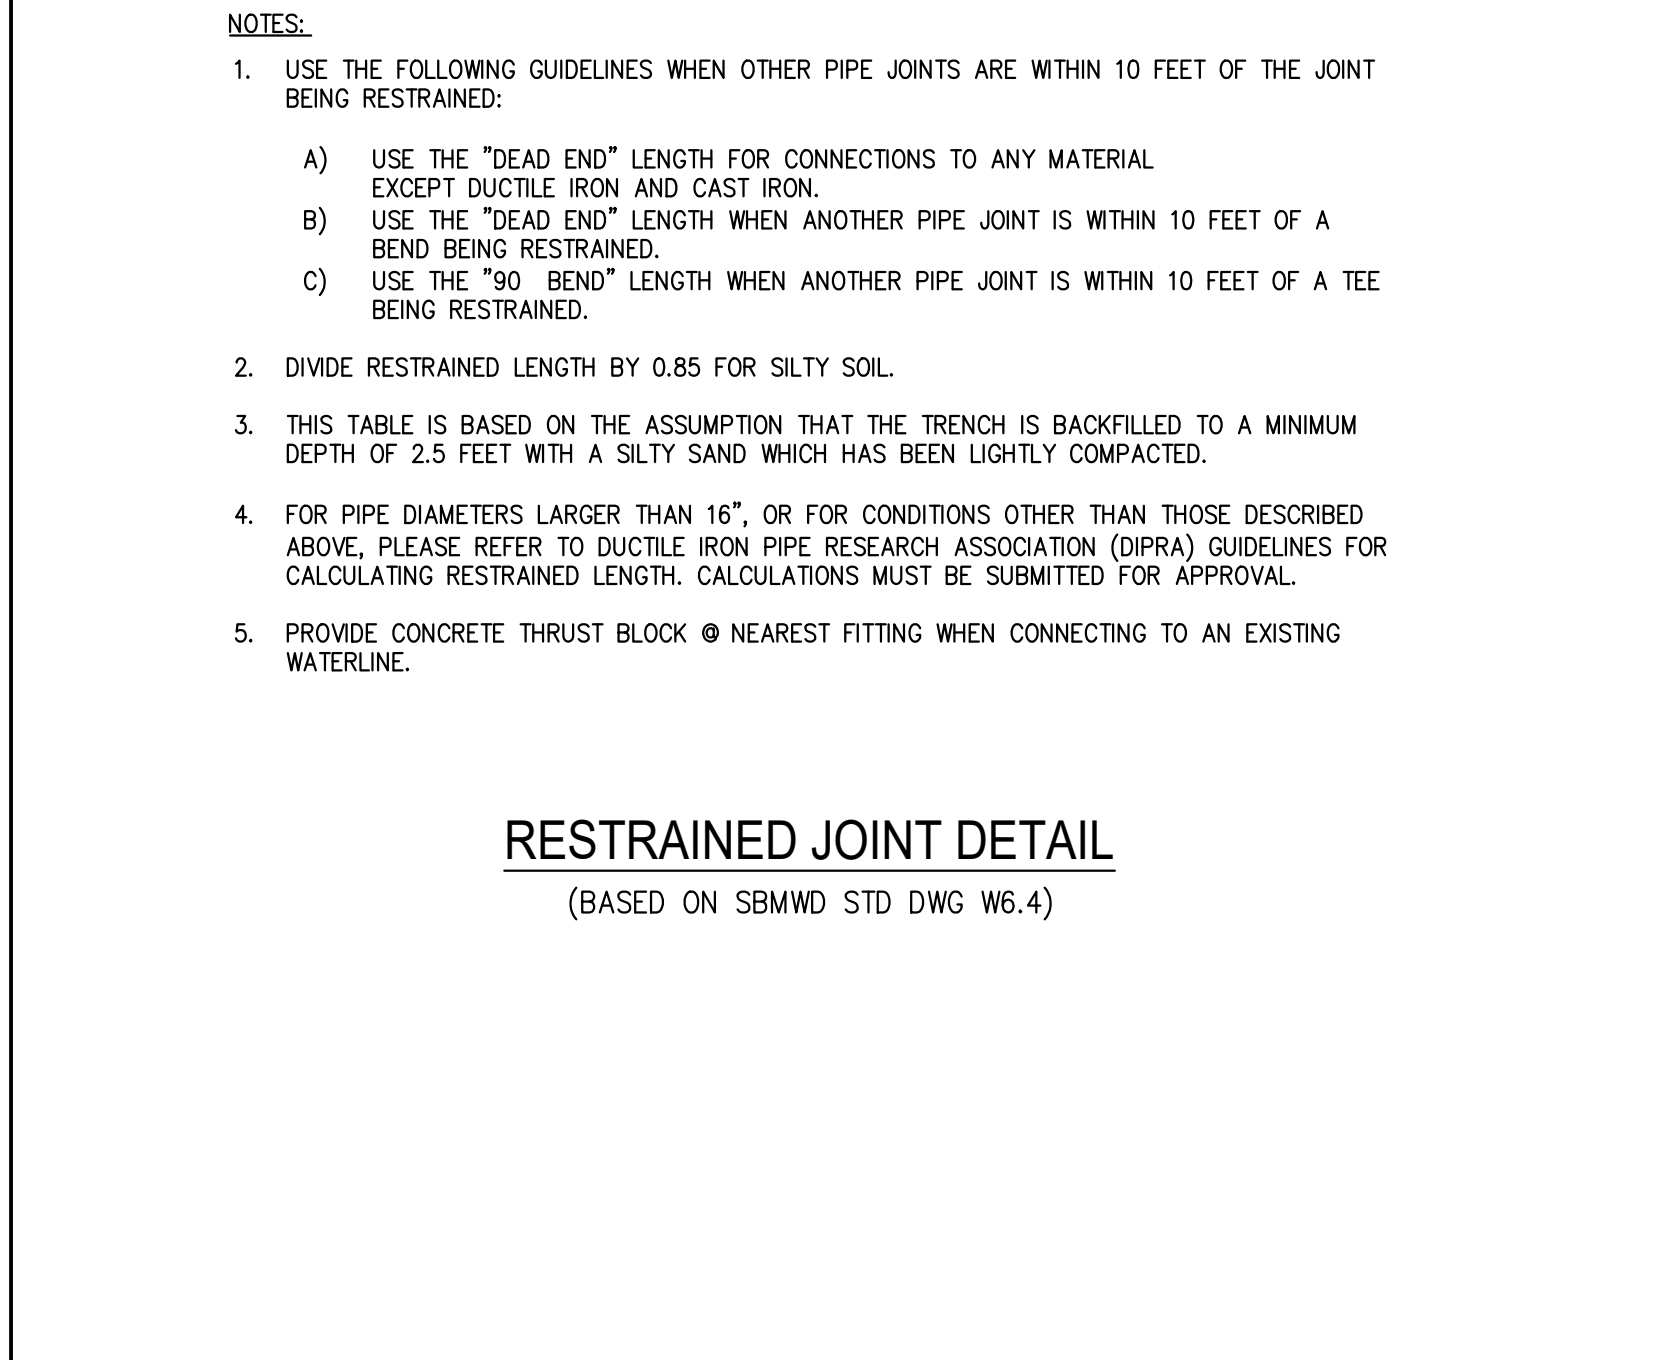 NOTES:
1. USE THE FOLLOWING GUIDELINES WHEN OTHER PIPE JOINTS ARE WITHIN 10 FEET OF THE JOINT
BEING RESTRAINED:
A) USE THE "DEAD END" LENGTH FOR CONNECTIONS TO ANY MATERIAL
EXCEPT DUCTILE IRON AND CAST IRON.
B) USE THE "DEAD END" LENGTH WHEN ANOTHER PIPE JOINT IS WITHIN 10 FEET OF A
BEND BEING RESTRAINED.
C) USE THE "90 BEND" LENGTH WHEN ANOTHER PIPE JOINT IS WITHIN 10 FEET OF A TEE
BEING RESTRAINED.
2. DIVIDE RESTRAINED LENGTH BY 0.85 FOR SILTY SOIL.
3. THIS TABLE IS BASED ON THE ASSUMPTION THAT THE TRENCH IS BACKFILLED TO A MINIMUM
DEPTH OF 2.5 FEET WITH A SILTY SAND WHICH HAS BEEN LIGHTLY COMPACTED.
4. FOR PIPE DIAMETERS LARGER THAN 16", OR FOR CONDITIONS OTHER THAN THOSE DESCRIBED
ABOVE, PLEASE REFER TO DUCTILE IRON PIPE RESEARCH ASSOCIATION (DIPRA) GUIDELINES FOR
CALCULATING RESTRAINED LENGTH. CALCULATIONS MUST BE SUBMITTED FOR APPROVAL.
5. PROVIDE CONCRETE THRUST BLOCK @ NEAREST FITTING WHEN CONNECTING TO AN EXISTING
WATERLINE.
RESTRAINED JOINT DETAIL
(BASED ON SBMWD STD DWG W6.4)